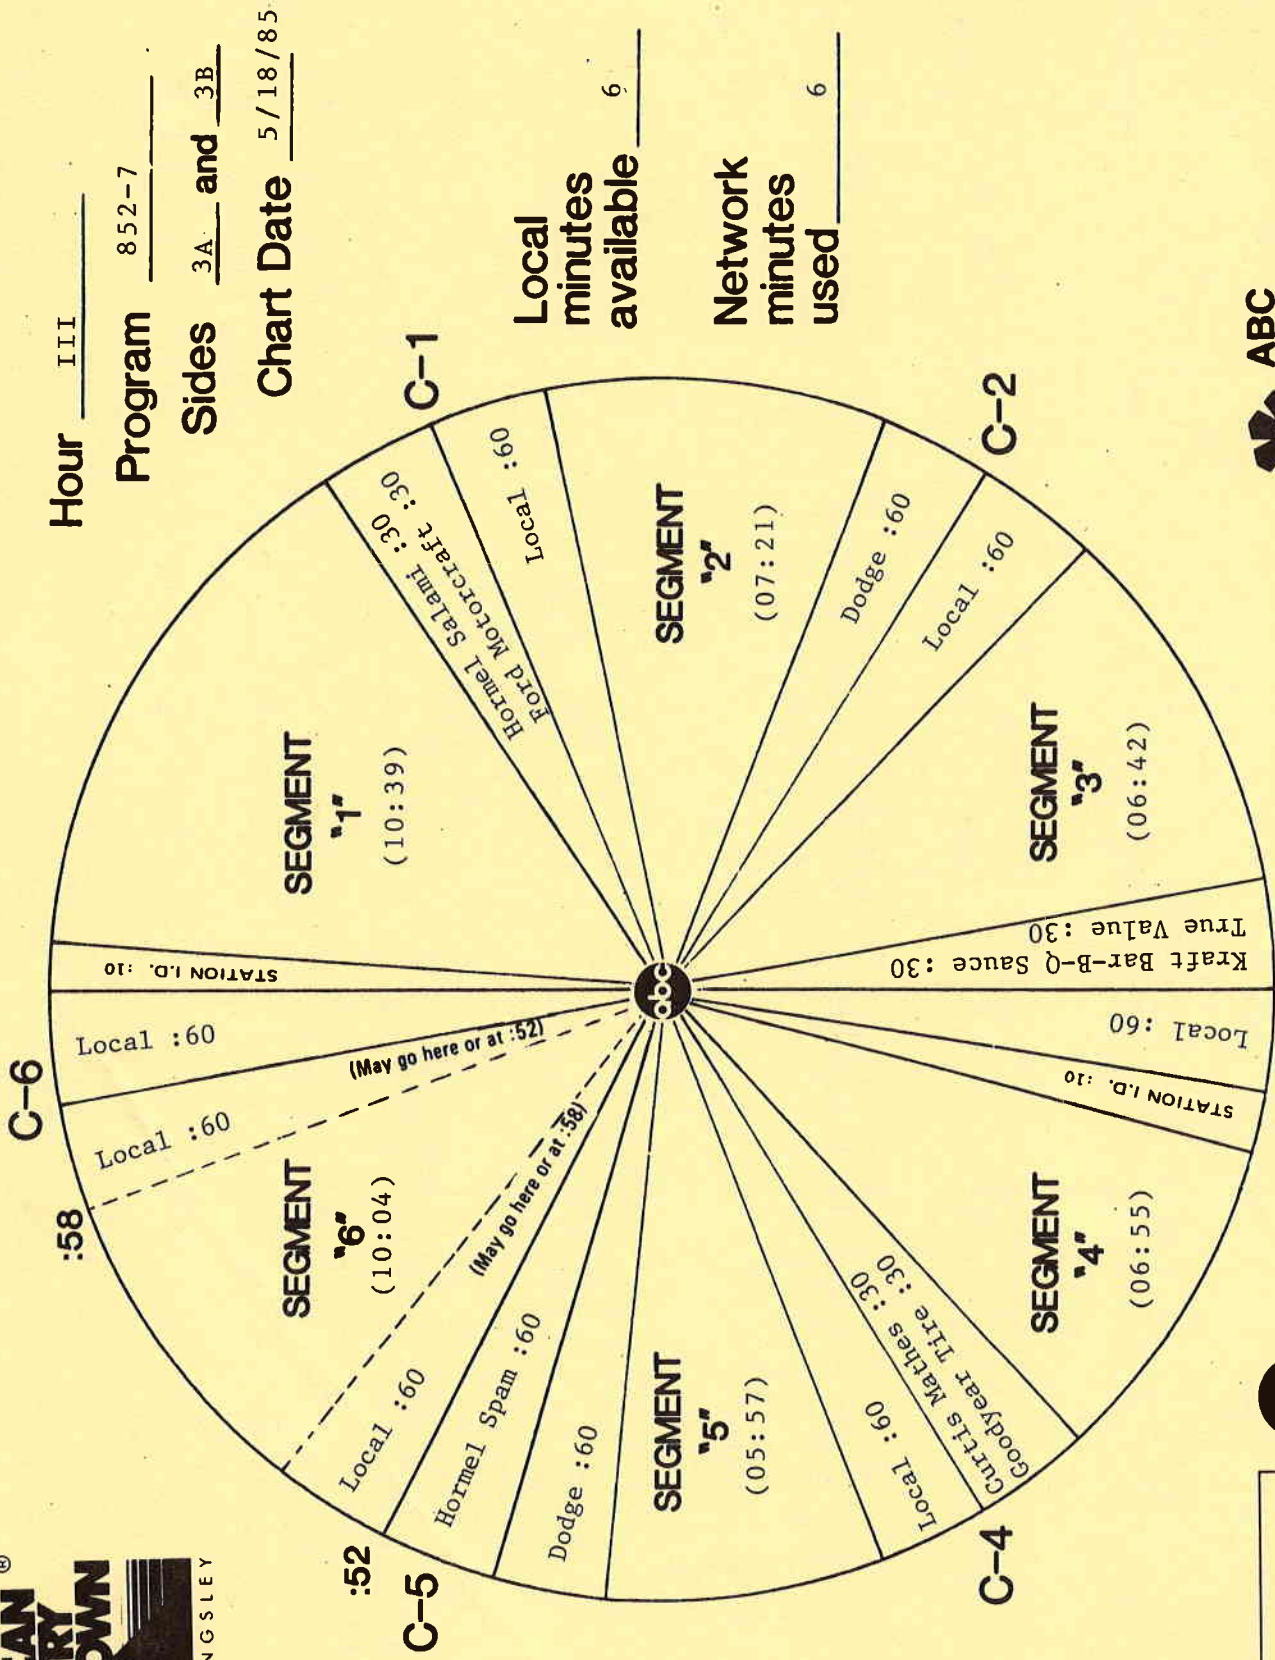 Hour III
Program 852-7
Sides 3A and 3B
Chart Date 5/18/85
Local
minutes
available 6
Network
minutes
used 6
STATION I.D. :10
SEGMENT
"1"
(10:39)
Hormel Salami :30
Ford Motorcraft :30
C-1
Local :60
SEGMENT
"2"
(07:21)
Dodge :60
C-2
Local :60
SEGMENT
"3"
(06:42)
True Value :30
Kraft Bar-B-Q Sauce :30
Local :60
STATION I.D. :10
SEGMENT
"4"
(06:55)
Goodyear Tire :30
Curtis Mathes :30
C-4
Local :60
SEGMENT
"5"
(05:57)
Dodge :60
Hormel Spam :60
C-5
:52
Local :60
(May go here or at :58)
SEGMENT
"6"
(10:04)
:58
(May go here or at :52)
Local :60
C-6
Local :60
abc
ABC
®